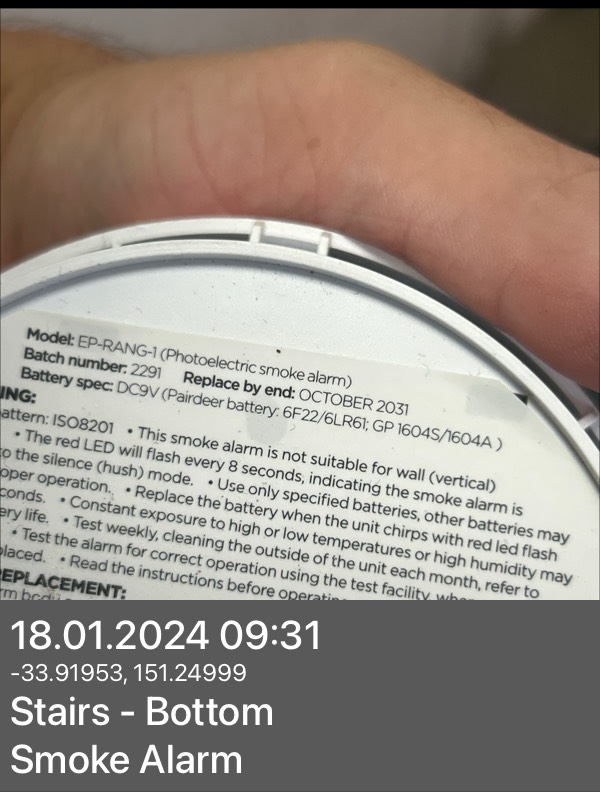 Model: EP-RANG-1 (Photoelectric smoke alarm)
Batch number: 2291 Replace by end: OCTOBER 2031
Battery spec: DC9V (Pairdeer battery: 6F22/6LR61; GP 1604S/1604A )
ING:
attern: ISO8201 • This smoke alarm is not suitable for wall (vertical)
• The red LED will flash every 8 seconds, indicating the smoke alarm is
o the silence (hush) mode. • Use only specified batteries, other batteries may
oper operation. • Replace the battery when the unit chirps with red led flash
conds. • Constant exposure to high or low temperatures or high humidity may
ery life. • Test weekly, cleaning the outside of the unit each month, refer to
• Test the alarm for correct operation using the test facility,
placed. • Read the instructions before operatin
EPLACEMENT:
18.01.2024 09:31
-33.91953, 151.24999
Stairs - Bottom
Smoke Alarm